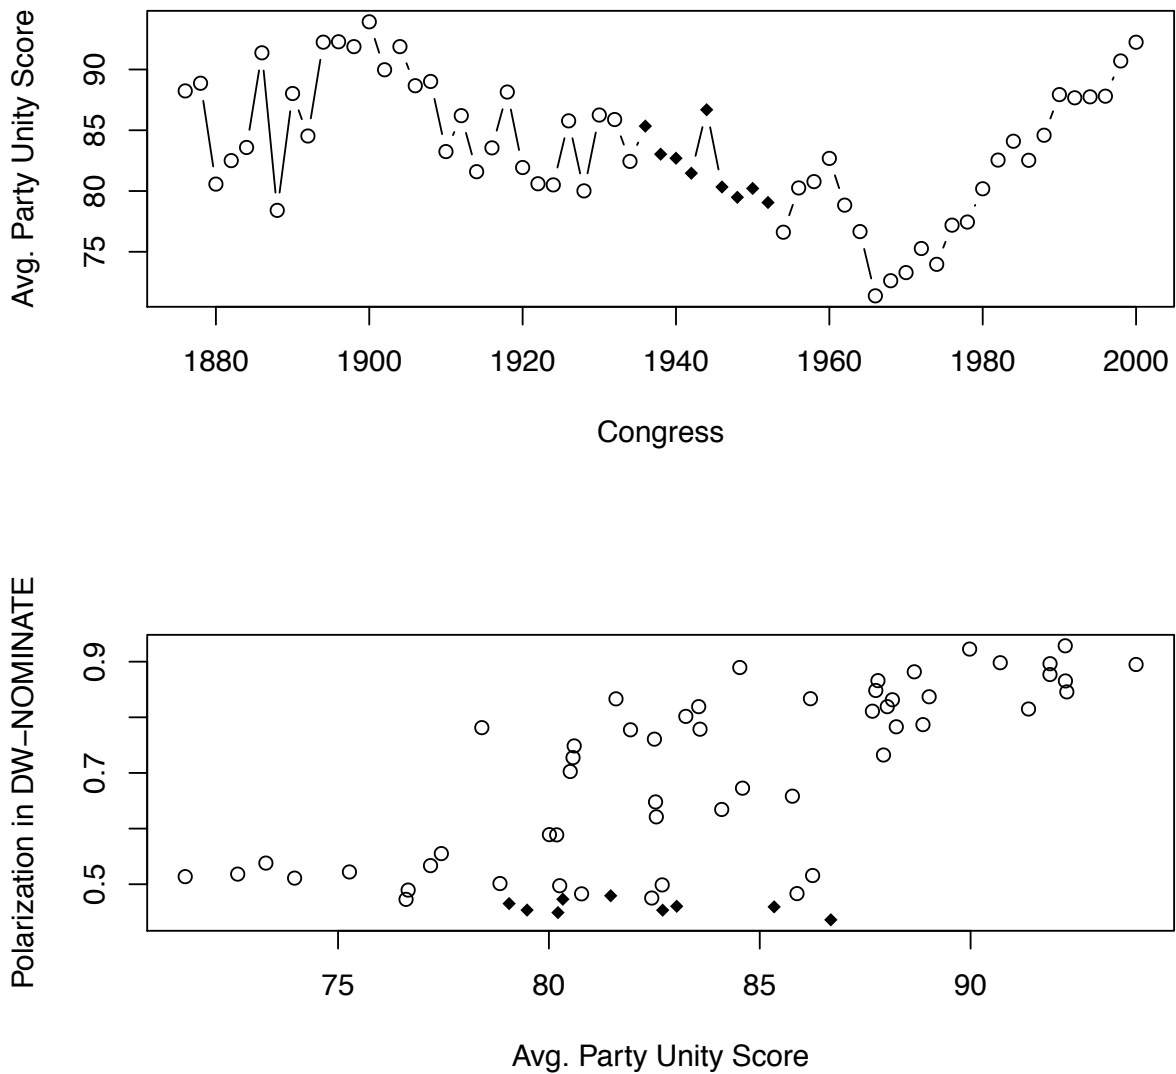 Avg. Party Unity Score
90
85
80
75
1880 1900 1920 1940 1960 1980 2000
Congress
Polarization in DW−NOMINATE
0.9
0.7
0.5
75 80 85 90
Avg. Party Unity Score